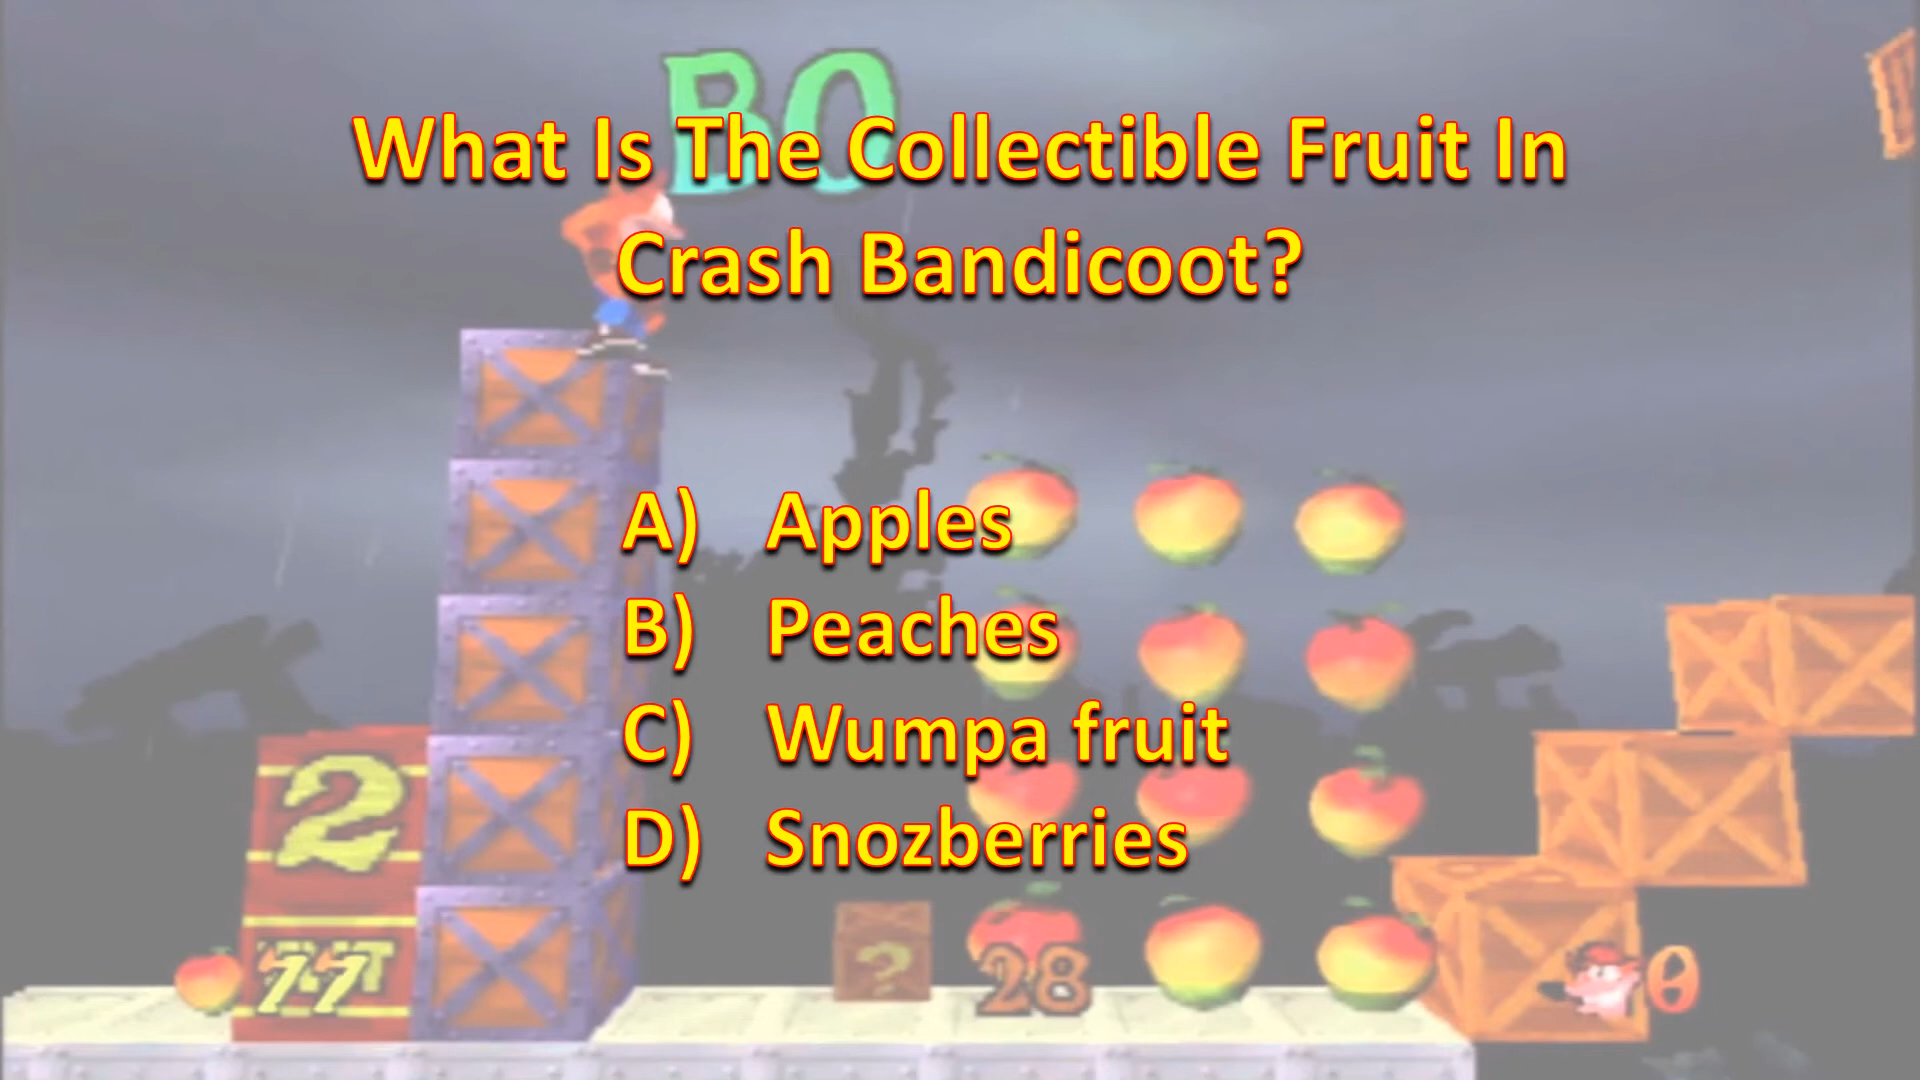 BO
What Is The Collectible Fruit In
Crash Bandicoot?
A) Apples
B) Peaches
C) Wumpa fruit
D) Snozberries
2
77
?
28
0